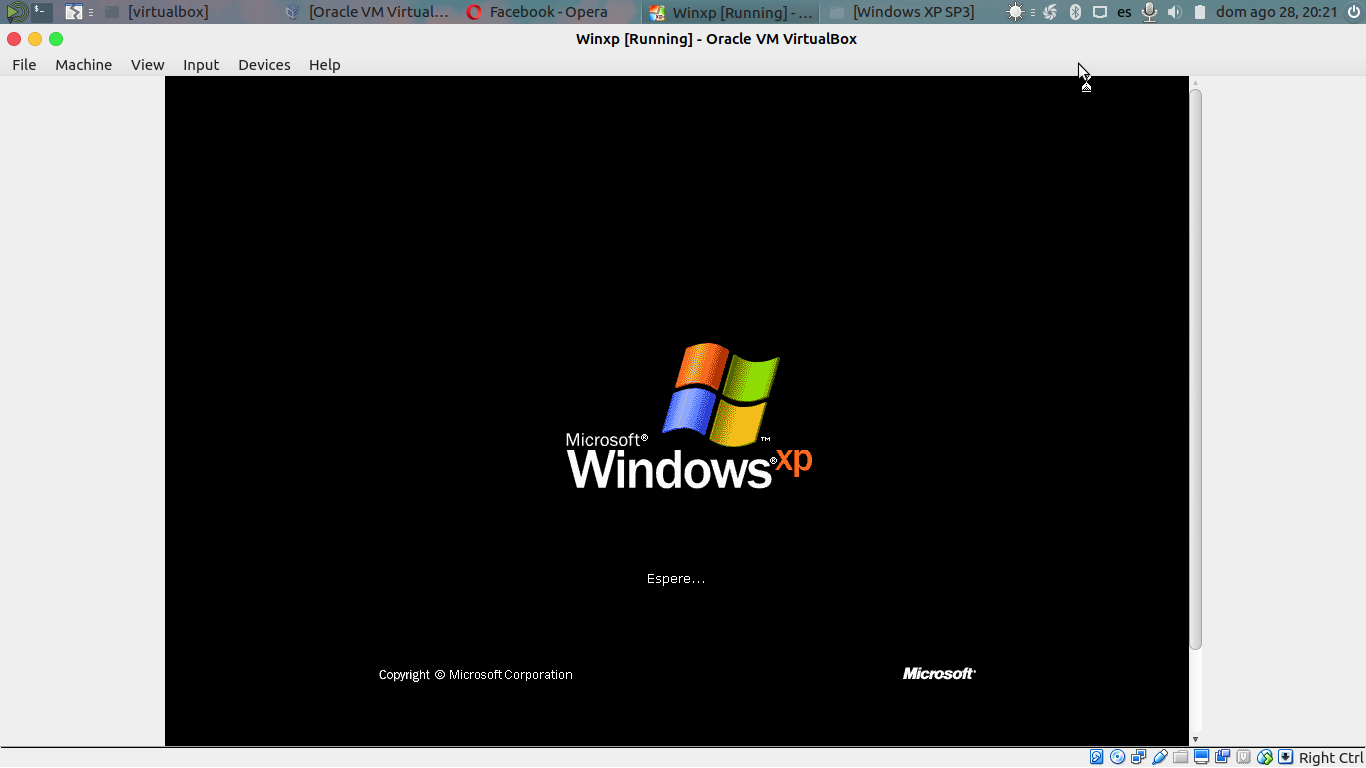 [virtualbox] [Oracle VM Virtual... Facebook - Opera Winxp [Running] - ... [Windows XP SP3] es dom ago 28, 20:21
Winxp [Running] - Oracle VM VirtualBox
File Machine View Input Devices Help
Microsoft®
Windows®xp ™
Espere...
Copyright © Microsoft Corporation Microsoft®
Right Ctrl